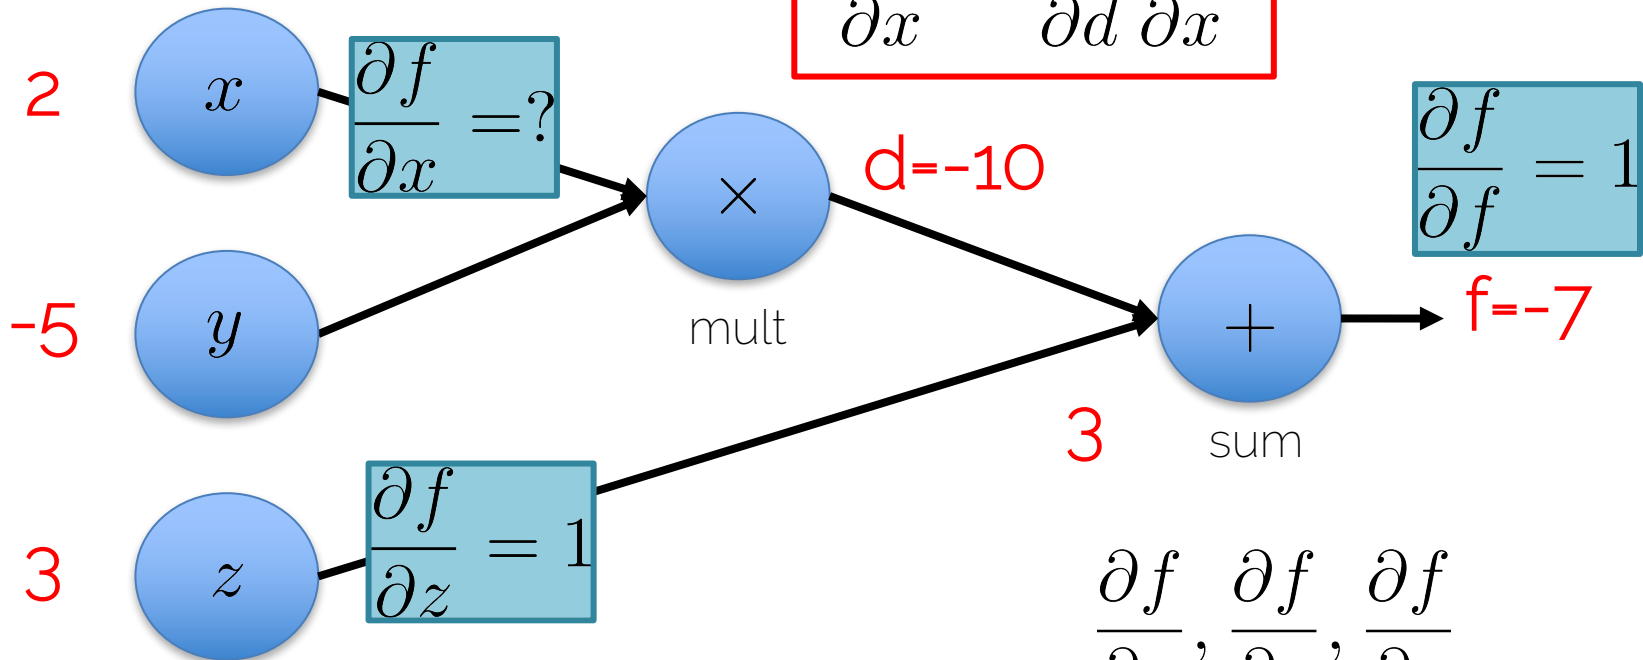 ∂x ∂d ∂x
2
x
∂f/∂x =?
×
mult
d=-10
∂f/∂f = 1
f=-7
-5
y
+
sum
3
3
z
∂f/∂z = 1
∂f/∂, ∂f/∂, ∂f/∂